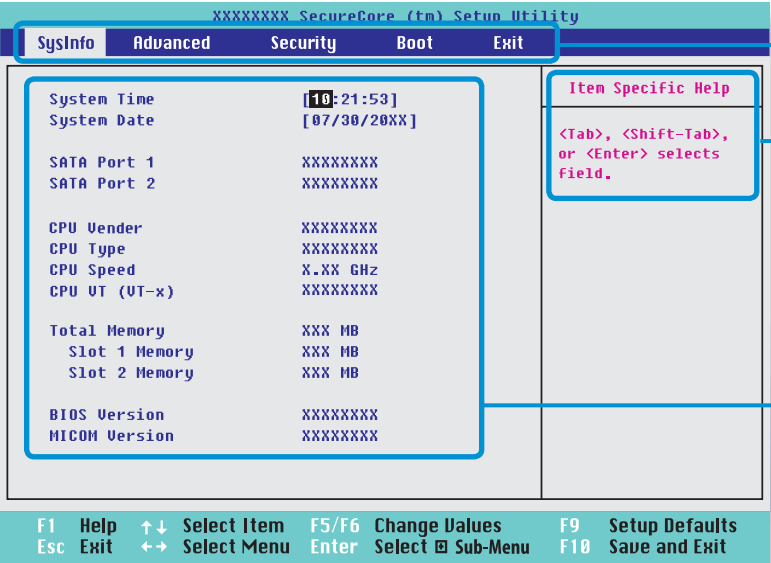 XXXXXXXX SecureCore (tm) Setup Utility
SysInfo Advanced Security Boot Exit
System Time [10:21:53]
System Date [07/30/20XX]
SATA Port 1 XXXXXXXX
SATA Port 2 XXXXXXXX
CPU Vender XXXXXXXX
CPU Type XXXXXXXX
CPU Speed X.XX GHz
CPU VT (VT-x) XXXXXXXX
Total Memory XXX MB
Slot 1 Memory XXX MB
Slot 2 Memory XXX MB
BIOS Version XXXXXXXX
MICOM Version XXXXXXXX
Item Specific Help
<Tab>, <Shift-Tab>,
or <Enter> selects
field.
F1 Help ↑↓ Select Item F5/F6 Change Values F9 Setup Defaults
Esc Exit ←→ Select Menu Enter Select Sub-Menu F10 Save and Exit